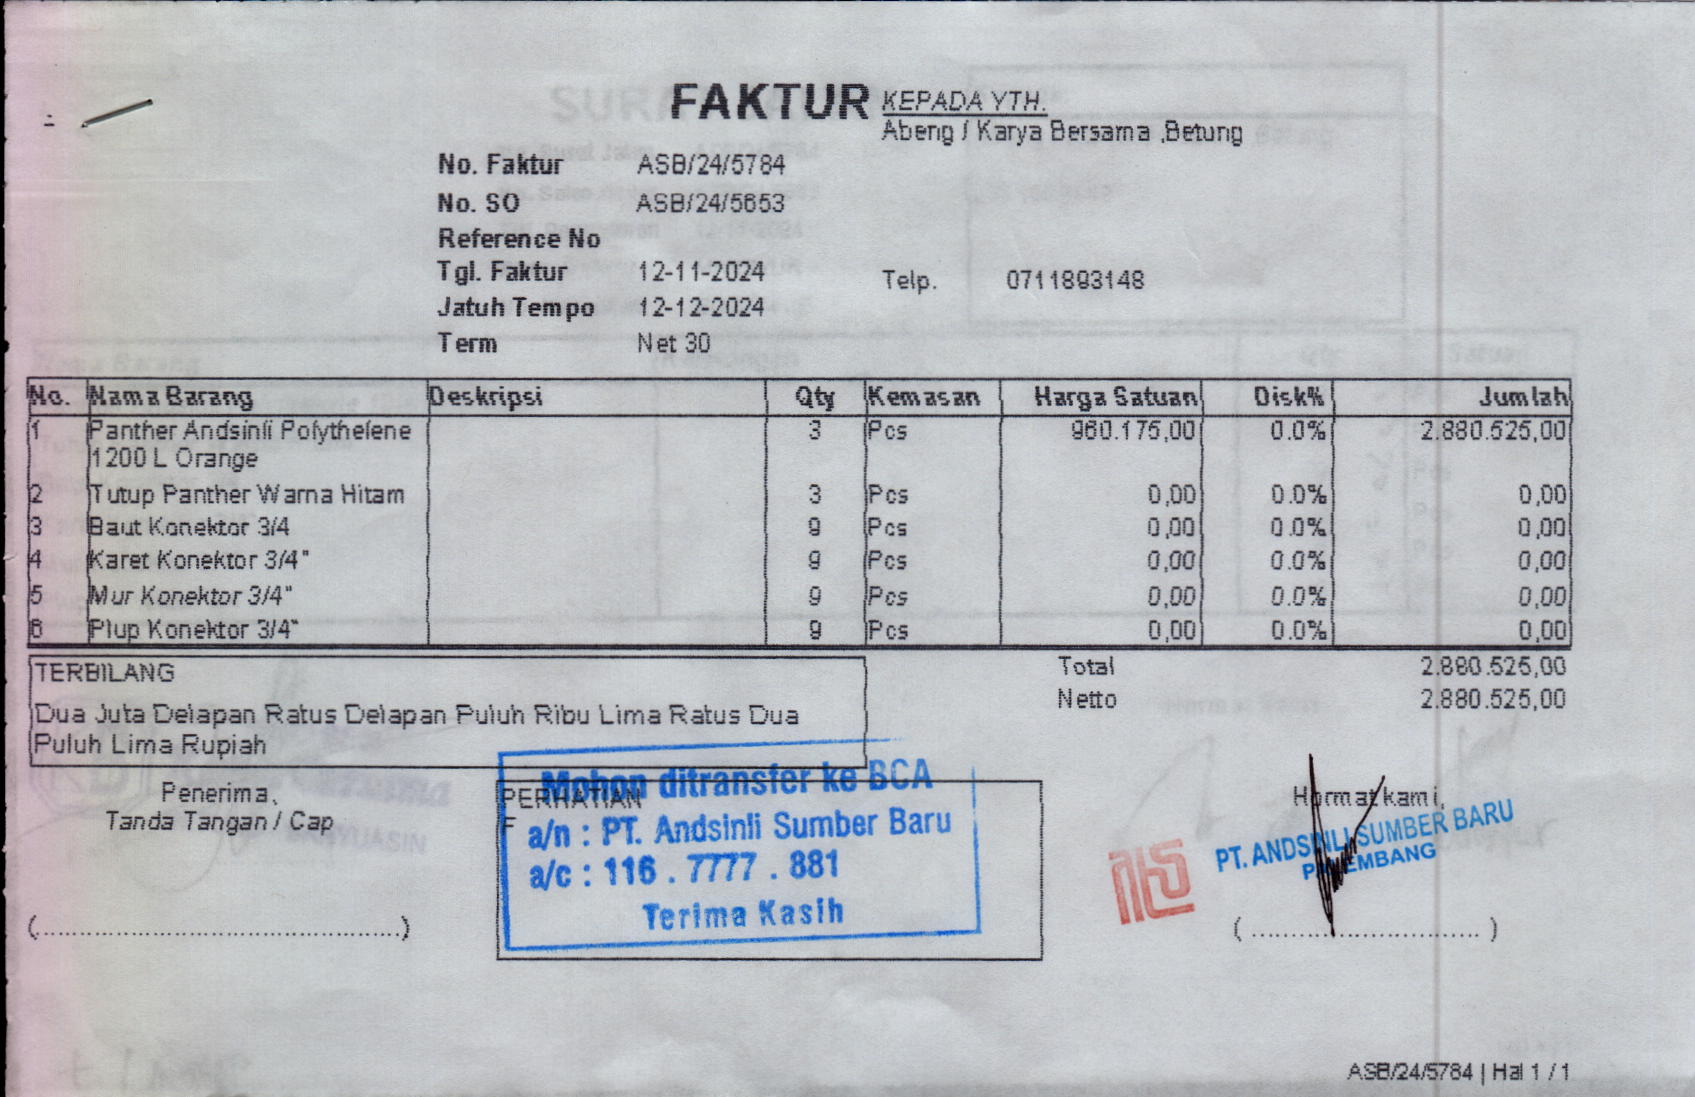 FAKTUR
KEPADA YTH.
Abeng / Karya Bersama ,Betung
No. Faktur ASB/24/5784
No. SO ASB/24/5653
Reference No
Tgl. Faktur 12-11-2024
Telp. 0711893148
Jatuh Tempo 12-12-2024
Term Net 30
No. Nama Barang Deskripsi Qty Kemasan Harga Satuan Disk% Jumlah
1 Panther Andsinli Polythelene 3 Pcs 960.175,00 0.0% 2.880.525,00
1200 L Orange
2 Tutup Panther Warna Hitam 3 Pcs 0,00 0.0% 0,00
3 Baut Konektor 3/4 9 Pcs 0,00 0.0% 0,00
4 Karet Konektor 3/4" 9 Pcs 0,00 0.0% 0,00
5 Mur Konektor 3/4" 9 Pcs 0,00 0.0% 0,00
6 Plup Konektor 3/4" 9 Pcs 0,00 0.0% 0,00
TERBILANG
Total 2.880.525,00
Netto 2.880.525,00
Dua Juta Delapan Ratus Delapan Puluh Ribu Lima Ratus Dua
Puluh Lima Rupiah
Penerima,
Tanda Tangan / Cap
PERHATIAN
F
Mohon ditransfer ke BCA
a/n : PT. Andsinli Sumber Baru
a/c : 116 . 7777 . 881
Terima Kasih
Hormat kami,
PT. ANDSINLI SUMBER BARU
PALEMBANG
(...............................................)
( ............................. )
ASB/24/5784 | Hal 1 / 1